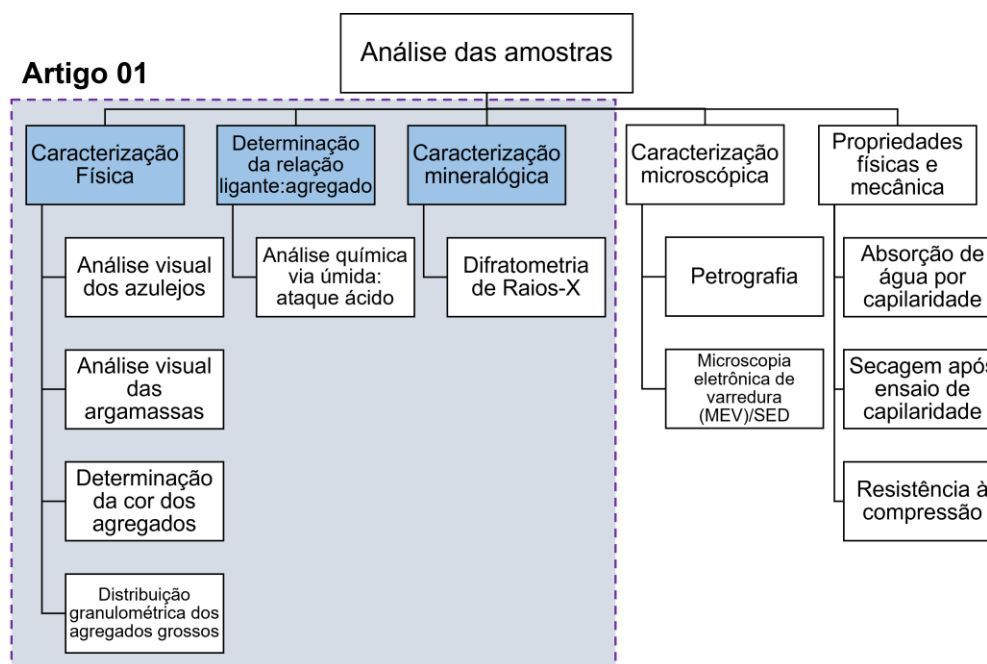 Análise das amostras
Artigo 01
Caracterização
Física
Determinação
da relação
ligante:agregado
Caracterização
mineralógica
Caracterização
microscópica
Propriedades
físicas e
mecânica
Análise visual
dos azulejos
Análise química
via úmida:
ataque ácido
Difratometria
de Raios-X
Petrografia
Absorção de
água por
capilaridade
Análise visual
das
argamassas
Microscopia
eletrônica de
varredura
(MEV)/SED
Secagem após
ensaio de
capilaridade
Determinação
da cor dos
agregados
Resistência à
compressão
Distribuição
granulométrica dos
agregados grossos